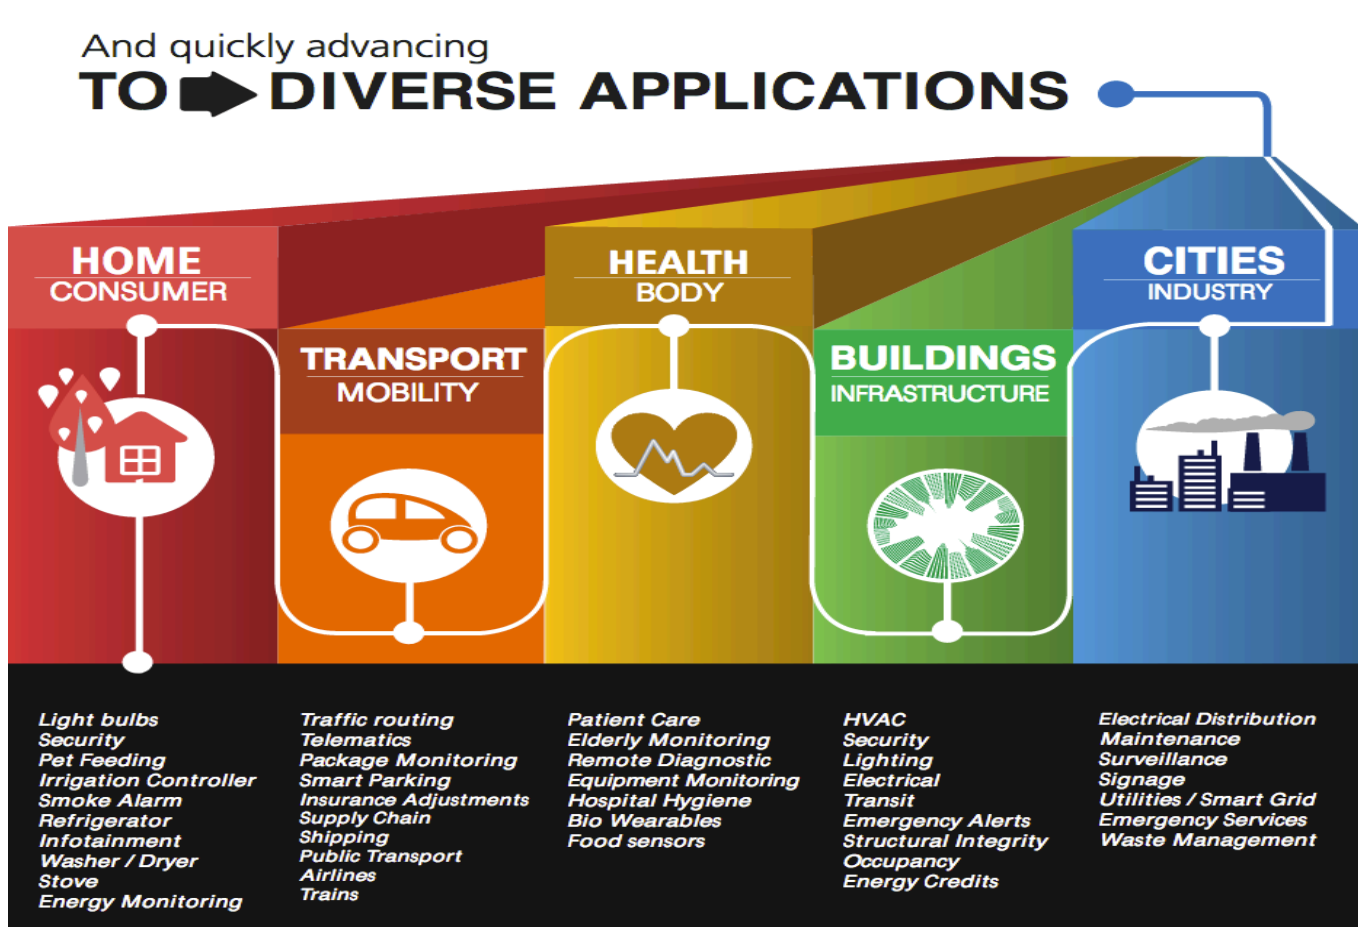 And quickly advancing
TO DIVERSE APPLICATIONS
HOME
CONSUMER
TRANSPORT
MOBILITY
HEALTH
BODY
BUILDINGS
INFRASTRUCTURE
CITIES
INDUSTRY
Light bulbs
Security
Pet Feeding
Irrigation Controller
Smoke Alarm
Refrigerator
Infotainment
Washer / Dryer
Stove
Energy Monitoring
Traffic routing
Telematics
Package Monitoring
Smart Parking
Insurance Adjustments
Supply Chain
Shipping
Public Transport
Airlines
Trains
Patient Care
Elderly Monitoring
Remote Diagnostic
Equipment Monitoring
Hospital Hygiene
Bio Wearables
Food sensors
HVAC
Security
Lighting
Electrical
Transit
Emergency Alerts
Structural Integrity
Occupancy
Energy Credits
Electrical Distribution
Maintenance
Surveillance
Signage
Utilities / Smart Grid
Emergency Services
Waste Management